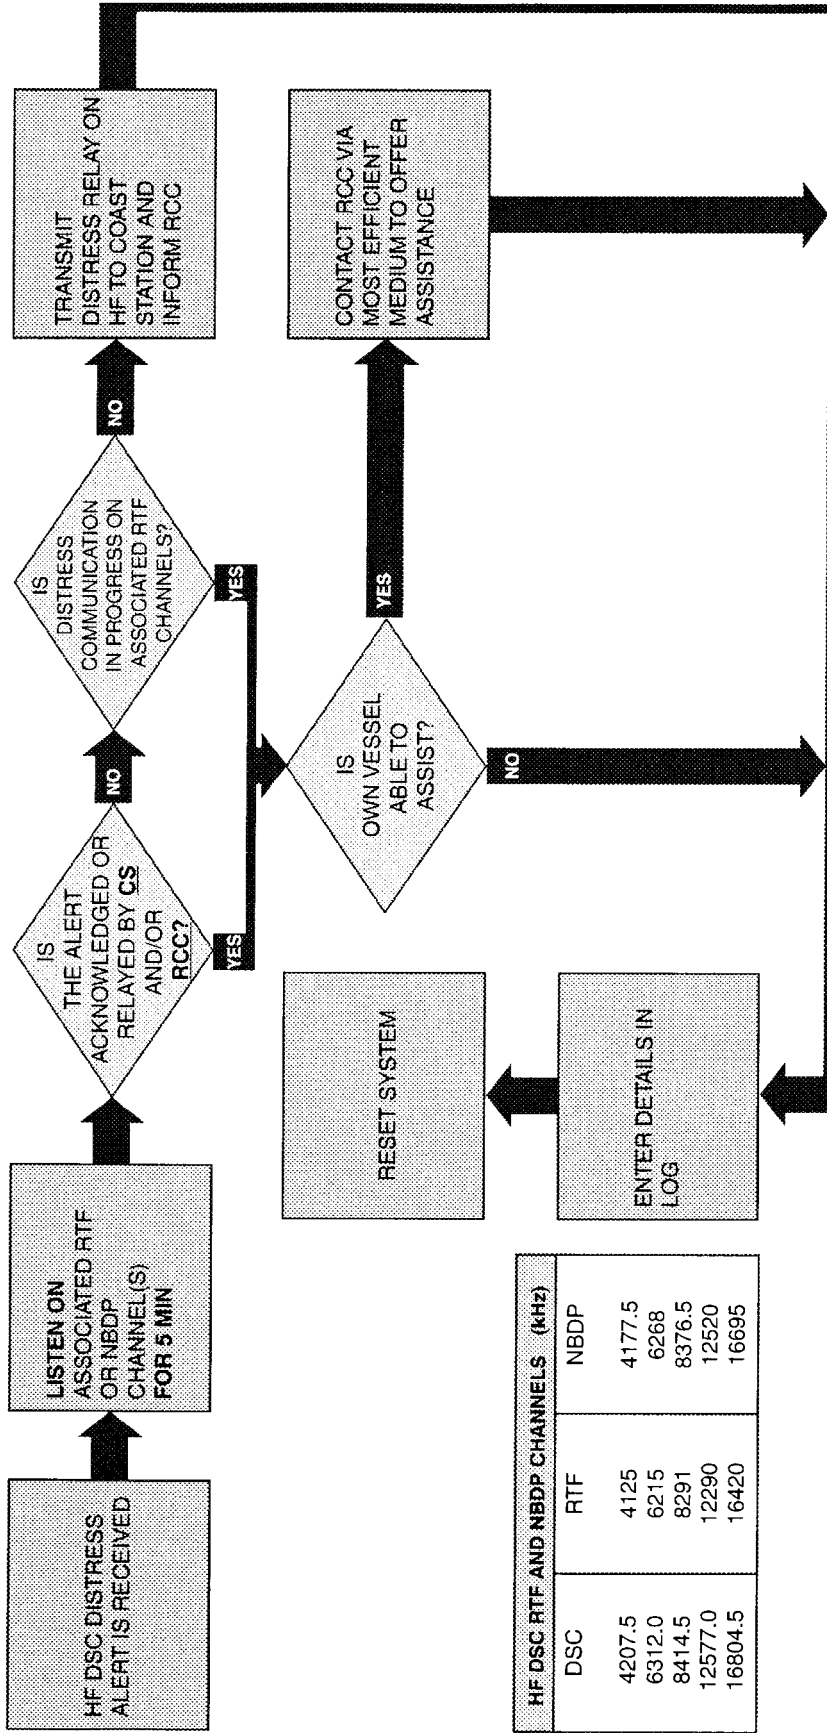 HF DSC DISTRESS
ALERT IS RECEIVED
LISTEN ON
ASSOCIATED RTF
OR NBDP
CHANNEL(S)
FOR 5 MIN
IS
THE ALERT
ACKNOWLEDGED OR
RELAYED BY CS
AND/OR
RCC?
NO
YES
IS
DISTRESS
COMMUNICATION
IN PROGRESS ON
ASSOCIATED RTF
CHANNELS?
NO
YES
TRANSMIT
DISTRESS RELAY ON
HF TO COAST
STATION AND
INFORM RCC
IS
OWN VESSEL
ABLE TO
ASSIST?
YES
NO
CONTACT RCC VIA
MOST EFFICIENT
MEDIUM TO OFFER
ASSISTANCE
RESET SYSTEM
ENTER DETAILS IN
LOG
HF DSC RTF AND NBDP CHANNELS (kHz)
DSC RTF NBDP
4207.5 4125 4177.5
6312.0 6215 6268
8414.5 8291 8376.5
12577.0 12290 12520
16804.5 16420 16695